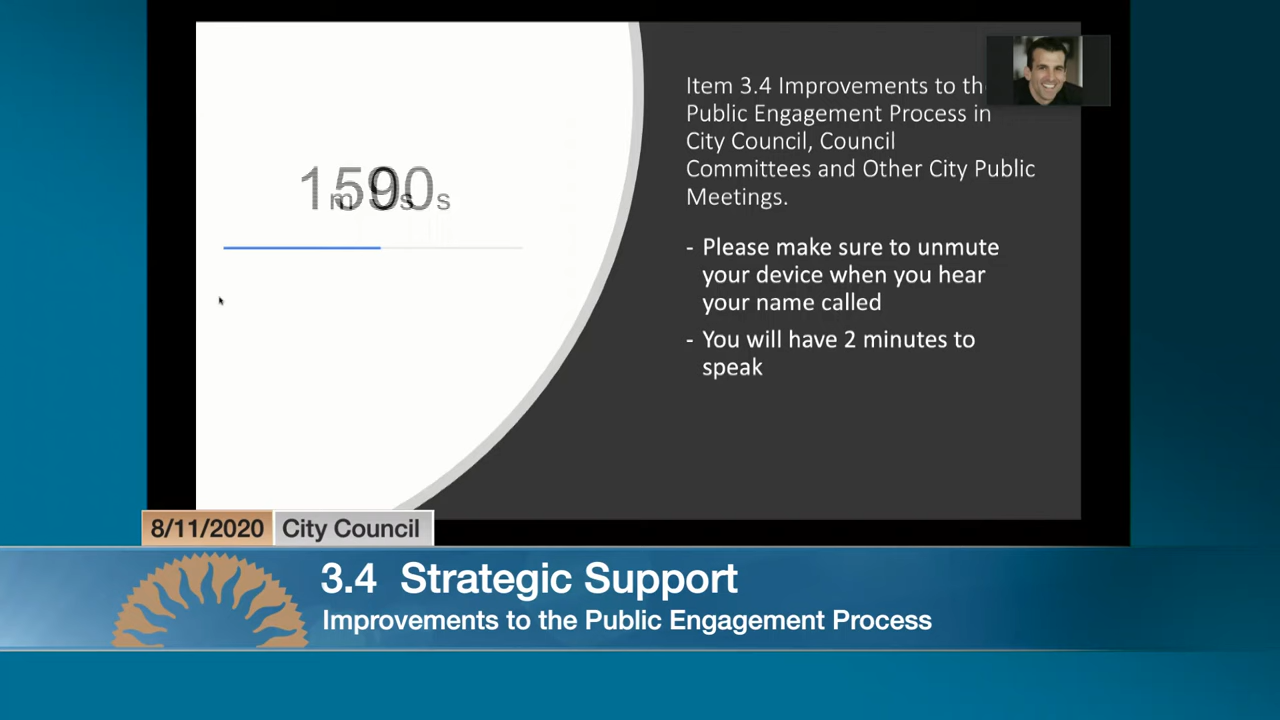 Item 3.4 Improvements to th
Public Engagement Process in
City Council, Council
Committees and Other City Public
Meetings.
- Please make sure to unmute
your device when you hear
your name called
- You will have 2 minutes to
speak
8/11/2020 City Council
3.4 Strategic Support
Improvements to the Public Engagement Process